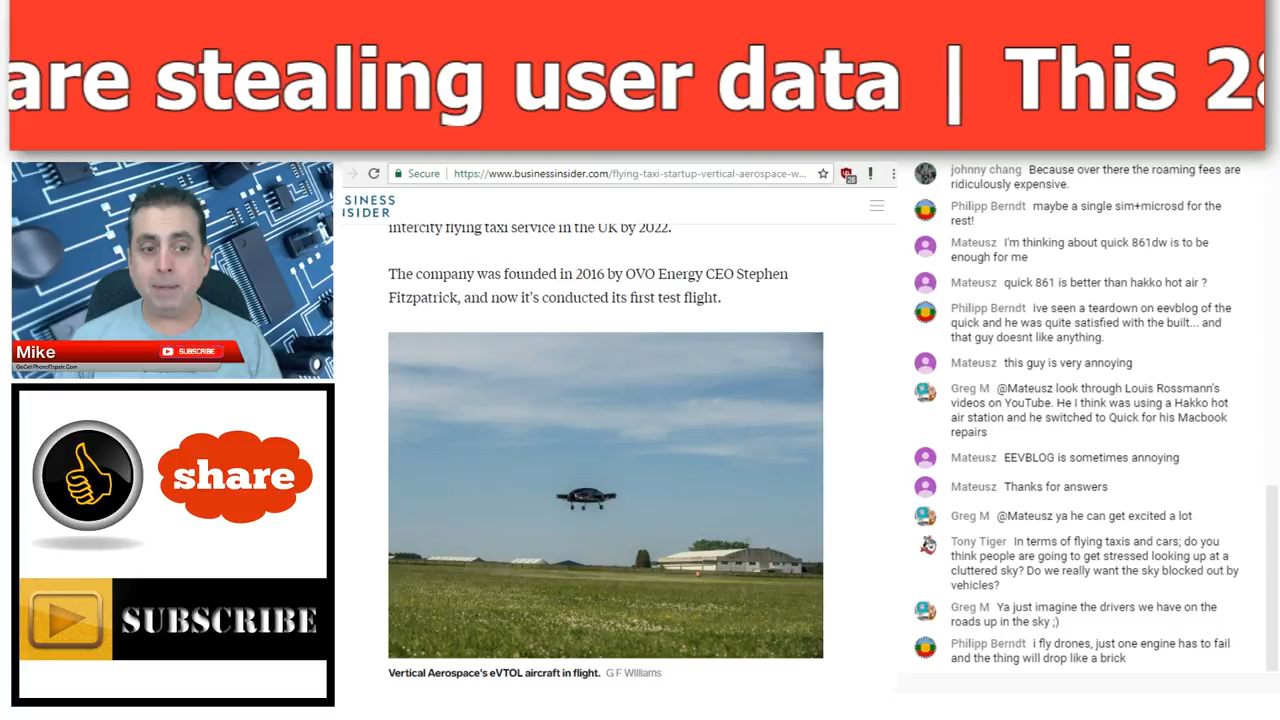 are stealing user data | This 28
Mike
SUBSCRIBE
GoCellPhoneRepair.Com
share
SUBSCRIBE
Secure
https://www.businessinsider.com/flying-taxi-startup-vertical-aerospace-w...
28
SINESS
INSIDER
intercity flying taxi service in the UK by 2022.
The company was founded in 2016 by OVO Energy CEO Stephen
Fitzpatrick, and now it's conducted its first test flight.
Vertical Aerospace's eVTOL aircraft in flight. G F Williams
johnny chang Because over there the roaming fees are
ridiculously expensive.
Philipp Berndt maybe a single sim+microsd for the
rest!
Mateusz I'm thinking about quick 861dw is to be
enough for me
Mateusz quick 861 is better than hakko hot air ?
Philipp Berndt ive seen a teardown on eevblog of the
quick and he was quite satisfied with the built... and
that guy doesnt like anything.
Mateusz this guy is very annoying
Greg M @Mateusz look through Louis Rossmann's
videos on YouTube. He I think was using a Hakko hot
air station and he switched to Quick for his Macbook
repairs
Mateusz EEVBLOG is sometimes annoying
Mateusz Thanks for answers
Greg M @Mateusz ya he can get excited a lot
Tony Tiger In terms of flying taxis and cars; do you
think people are going to get stressed looking up at a
cluttered sky? Do we really want the sky blocked out by
vehicles?
Greg M Ya just imagine the drivers we have on the
roads up in the sky ;)
Philipp Berndt i fly drones, just one engine has to fail
and the thing will drop like a brick